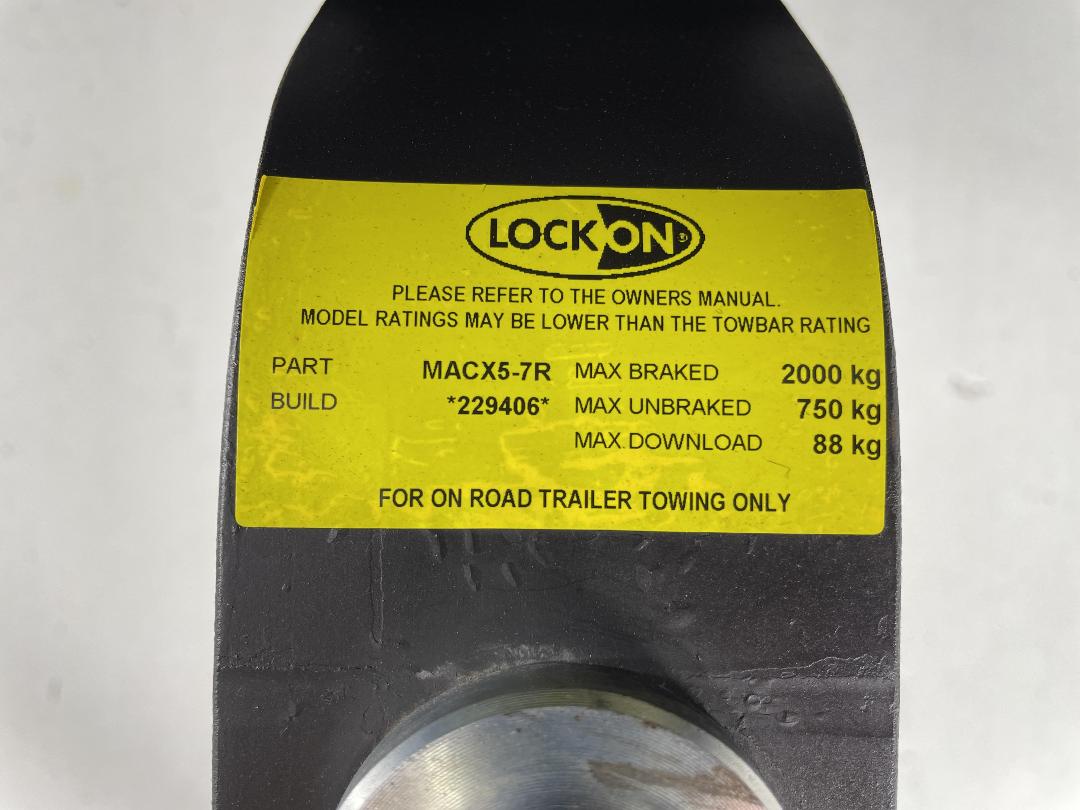 LOCKON®
PLEASE REFER TO THE OWNERS MANUAL.
MODEL RATINGS MAY BE LOWER THAN THE TOWBAR RATING
PART MACX5-7R MAX BRAKED 2000 kg
BUILD *229406* MAX UNBRAKED 750 kg
MAX.DOWNLOAD 88 kg
FOR ON ROAD TRAILER TOWING ONLY